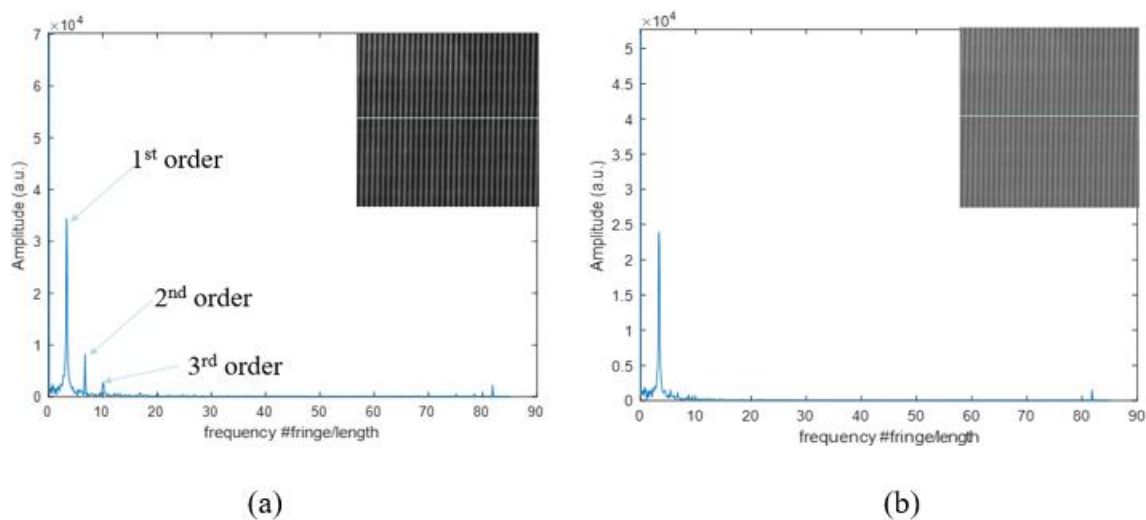 ×10⁴
7
6
5
4
3
2
1
0
Amplitude (a.u.)
1st order
2nd order
3rd order
0 10 20 30 40 50 60 70 80 90
frequency #fringe/length
(a)
×10⁴
5
4.5
4
3.5
3
2.5
2
1.5
1
0.5
0
Amplitude (a.u.)
0 10 20 30 40 50 60 70 80 90
frequency #fringe/length
(b)